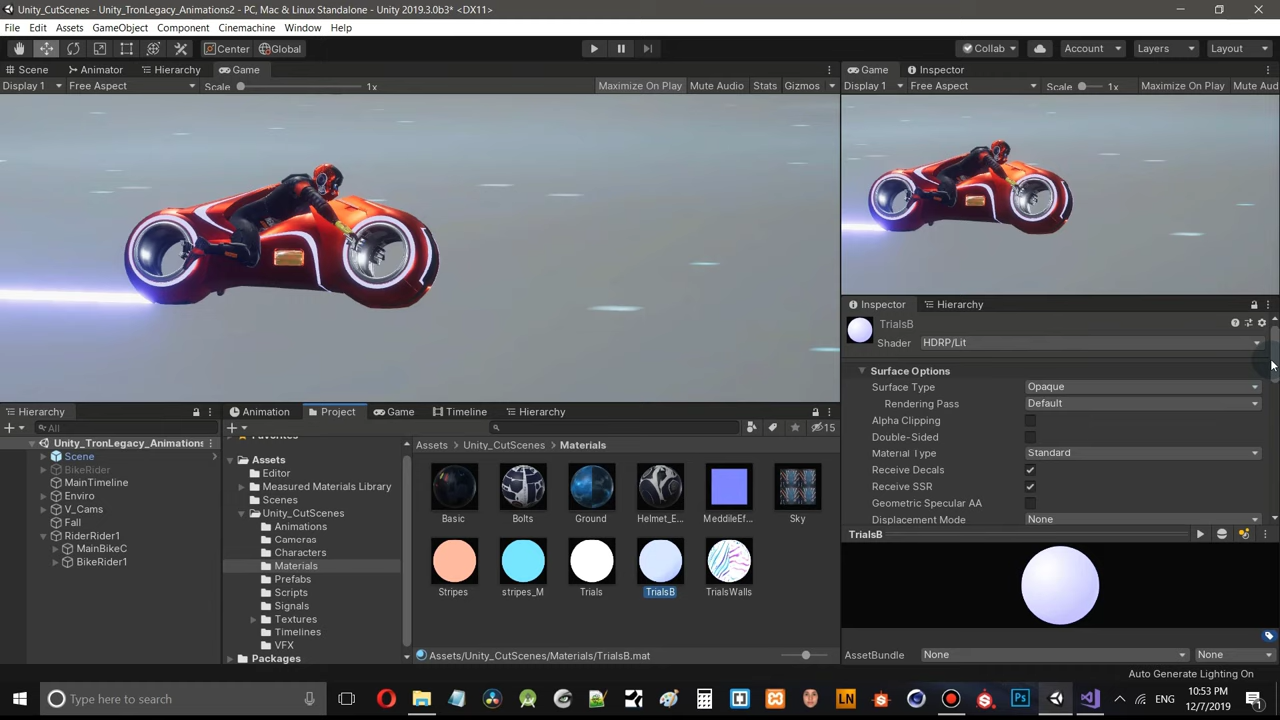 Unity_CutScenes - Unity_TronLegacy_Animations2 - PC, Mac & Linux Standalone - Unity 2019.3.0b3* <DX11>
File Edit Assets GameObject Component Cinemachine Window Help
Center Global Collab Account Layers Layout
Scene Animator Hierarchy Game
Display 1 Free Aspect Scale 1x Maximize On Play Mute Audio Stats Gizmos
Game Inspector
Display 1 Free Aspect Scale 1x Maximize On Play Mute Aud
Inspector Hierarchy
TrialsB
Shader HDRP/Lit
Surface Options
Surface Type Opaque
Rendering Pass Default
Alpha Clipping
Double-Sided
Material Type Standard
Receive Decals
Receive SSR
Geometric Specular AA
Displacement Mode None
TrialsB
AssetBundle None None
Auto Generate Lighting On
Hierarchy
All
Unity_TronLegacy_Animations
Scene
BikeRider
MainTimeline
Enviro
V_Cams
Fall
RiderRider1
MainBikeC
BikeRider1
Animation Project Game Timeline Hierarchy
15
Favorites
Assets
Editor
Measured Materials Library
Scenes
Unity_CutScenes
Animations
Cameras
Characters
Materials
Prefabs
Scripts
Signals
Textures
Timelines
VFX
Packages
Assets Unity_CutScenes Materials
Basic Bolts Ground Helmet_E... MeddileEf... Sky
Stripes stripes_M Trials TrialsB TrialsWalls
Assets/Unity_CutScenes/Materials/TrialsB.mat
Type here to search
LN
Ps
ENG
10:53 PM
12/7/2019